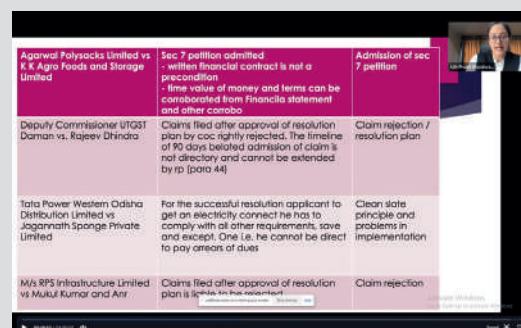 Agarwal Polysacks Limited vs
K K Agro Foods and Storage
Limited
Sec 7 petition admitted
- written financial contract is not a
precondition
- time value of money and terms can be
corroborated from Financila statement
and other corrobo
Admission of sec
7 petition
Deputy Commissioner UTGST
Daman vs. Rajeev Dhindra
Claims filed after approval of resolution
plan by coc rightly rejected. The timeline
of 90 days belated admission of claim is
not directory and cannot be extended
by rp (para 44)
Claim rejection /
resolution plan
Tata Power Western Odisha
Distribution Limited vs
Jagannath Sponge Private
Limited
For the successful resolution applicant to
get an electricity connect he has to
comply with all other requirements, save
and except. One i.e. he cannot be direct
to pay arrears of dues
Clean slate
principle and
problems in
implementation
M/s RPS Infrastructure Limited
vs Mukul Kumar and Anr
Claims filed after approval of resolution
plan is liable to be rejected
Claim rejection
Activate Windows